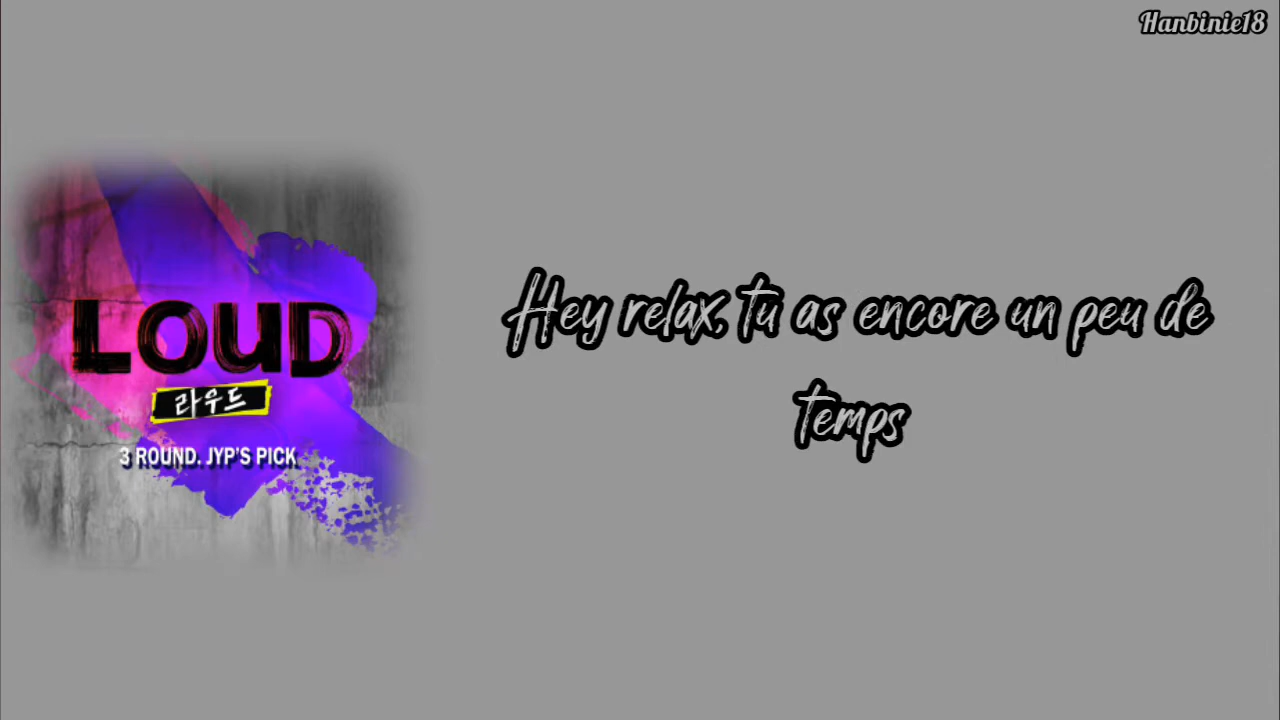 Hanbinie18
LOUD
라우드
3 ROUND. JYP'S PICK
Hey relax, tu as encore un peu de
temps